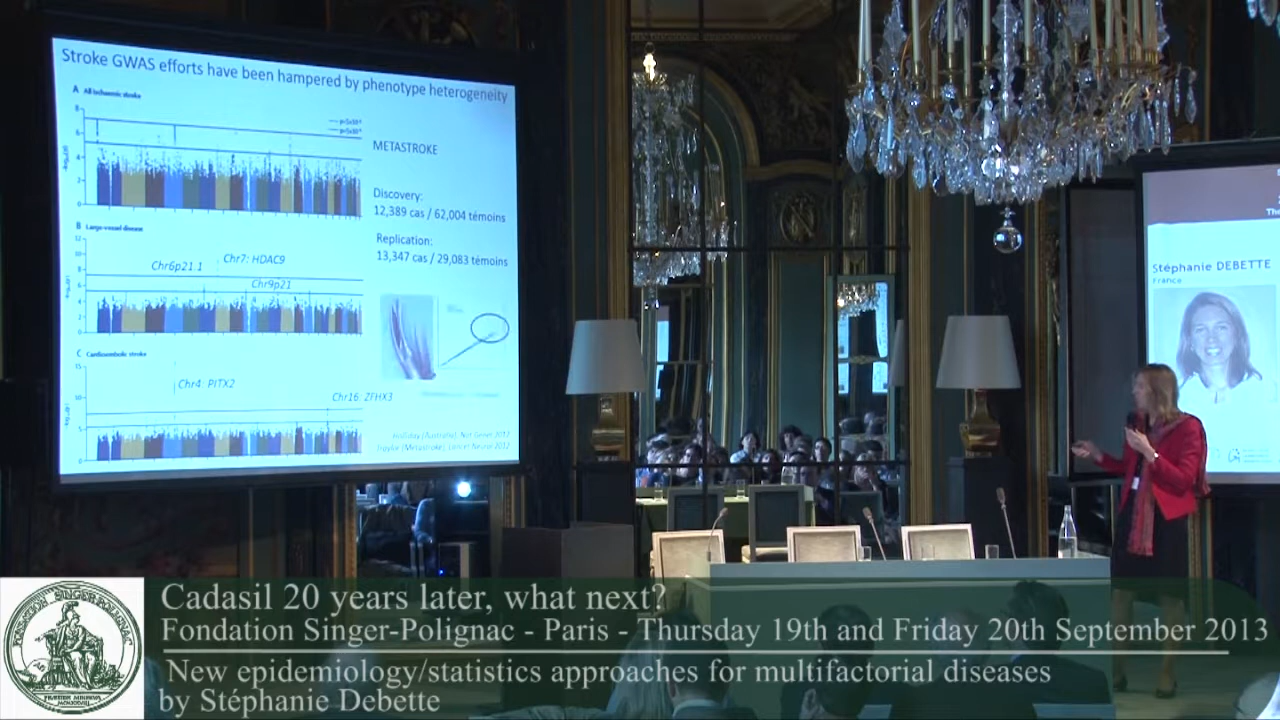 Stroke GWAS efforts have been hampered by phenotype heterogeneity
A All ischaemic stroke
METASTROKE
Discovery:
12,389 cas / 62,004 témoins
Replication:
13,347 cas / 29,083 témoins
B Large-vessel disease
Chr6p21.1
Chr7: HDAC9
Chr9p21
C Cardioembolic stroke
Chr4: PITX2
Chr16: ZFHX3
Holliday (Australia), Nat Genet 2012
Traylor (Metastroke), Lancet Neurol 2012
Stéphanie DEBETTE
France
FONDATION SINGER-POLIGNAC
Cadasil 20 years later, what next?
Fondation Singer-Polignac - Paris - Thursday 19th and Friday 20th September 2013
New epidemiology/statistics approaches for multifactorial diseases
by Stéphanie Debette